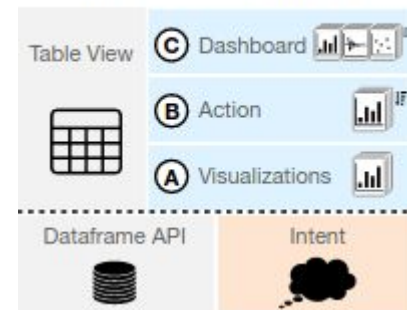 Table View
C Dashboard
B Action
A Visualizations
Dataframe API
Intent